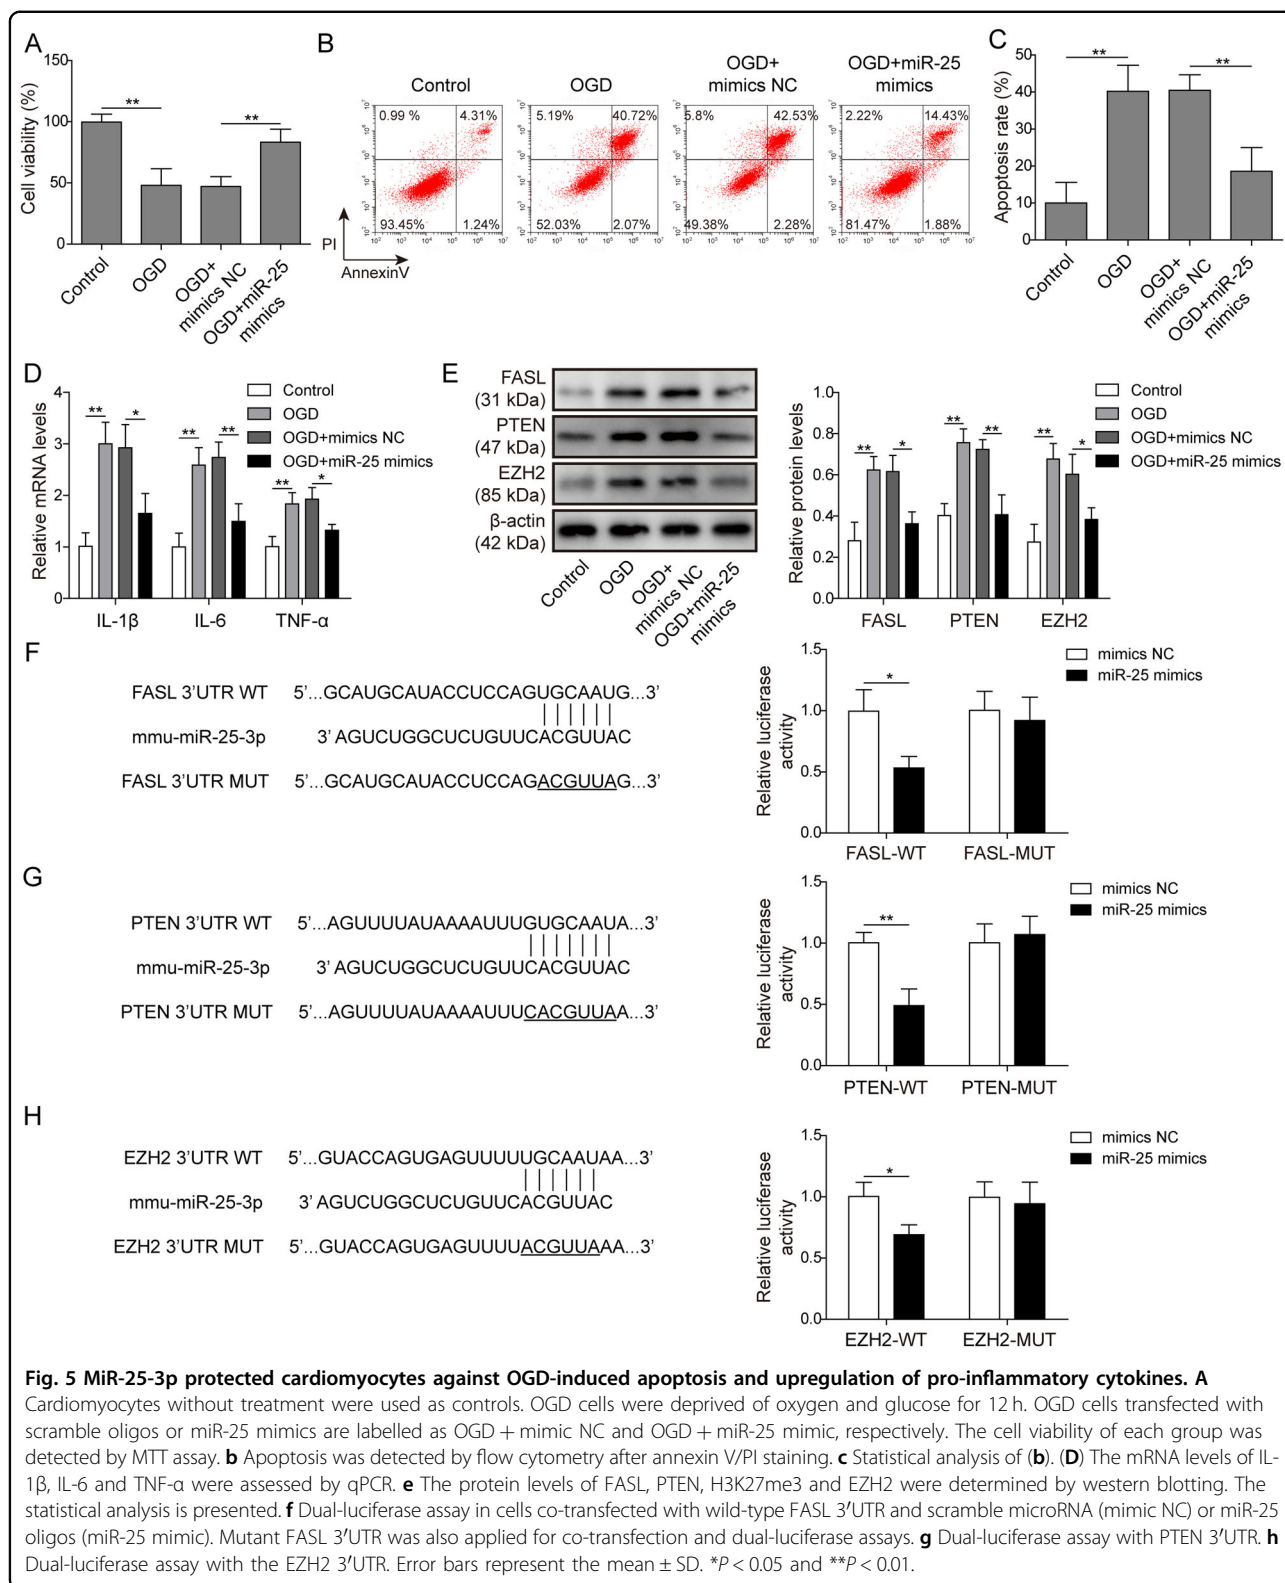 A
150
100
50
0
Cell viability (%)
**
**
Control
OGD
OGD+
mimics NC
OGD+miR-25
mimics
B
Control
OGD
OGD+
mimics NC
OGD+miR-25
mimics
0.99 %
4.31%
93.45%
1.24%
5.19%
40.72%
52.03%
2.07%
5.8%
42.53%
49.38%
2.28%
2.22%
14.43%
81.47%
1.88%
PI
AnnexinV
C
50
40
30
20
10
0
Apoptosis rate (%)
**
**
Control
OGD
OGD+
mimics NC
OGD+miR-25
mimics
D
4
3
2
1
0
Relative mRNA levels
** *
** **
** *
IL-1β IL-6 TNF-α
Control
OGD
OGD+mimics NC
OGD+miR-25 mimics
E
FASL
(31 kDa)
PTEN
(47 kDa)
EZH2
(85 kDa)
β-actin
(42 kDa)
Control
OGD
OGD+
mimics NC
OGD+miR-25
mimics
1.0
0.8
0.6
0.4
0.2
0.0
Relative protein levels
** *
** **
** *
FASL PTEN EZH2
Control
OGD
OGD+mimics NC
OGD+miR-25 mimics
F
FASL 3'UTR WT 5'...GCAUGCAUACCUCCAGUGCAAUG...3'
mmu-miR-25-3p 3' AGUCUGGCUCUGUUCACGUUAC
FASL 3'UTR MUT 5'...GCAUGCAUACCUCCAGACGUUAG...3'
1.5
1.0
0.5
0.0
Relative luciferase
activity
*
FASL-WT FASL-MUT
mimics NC
miR-25 mimics
G
PTEN 3'UTR WT 5'...AGUUUUAUAAAAUUUGUGCAAUA...3'
mmu-miR-25-3p 3' AGUCUGGCUCUGUUCACGUUAC
PTEN 3'UTR MUT 5'...AGUUUUAUAAAAUUUCACGUUAA...3'
1.5
1.0
0.5
0.0
Relative luciferase
activity
**
PTEN-WT PTEN-MUT
mimics NC
miR-25 mimics
H
EZH2 3'UTR WT 5'...GUACCAGUGAGUUUUUGCAAUAA...3'
mmu-miR-25-3p 3' AGUCUGGCUCUGUUCACGUUAC
EZH2 3'UTR MUT 5'...GUACCAGUGAGUUUUACGUUAAA...3'
1.5
1.0
0.5
0.0
Relative luciferase
activity
*
EZH2-WT EZH2-MUT
mimics NC
miR-25 mimics
Fig. 5 MiR-25-3p protected cardiomyocytes against OGD-induced apoptosis and upregulation of pro-inflammatory cytokines. A
Cardiomyocytes without treatment were used as controls. OGD cells were deprived of oxygen and glucose for 12 h. OGD cells transfected with
scramble oligos or miR-25 mimics are labelled as OGD + mimic NC and OGD + miR-25 mimic, respectively. The cell viability of each group was
detected by MTT assay. b Apoptosis was detected by flow cytometry after annexin V/PI staining. c Statistical analysis of (b). (D) The mRNA levels of IL-
1β, IL-6 and TNF-α were assessed by qPCR. e The protein levels of FASL, PTEN, H3K27me3 and EZH2 were determined by western blotting. The
statistical analysis is presented. f Dual-luciferase assay in cells co-transfected with wild-type FASL 3′UTR and scramble microRNA (mimic NC) or miR-25
oligos (miR-25 mimic). Mutant FASL 3′UTR was also applied for co-transfection and dual-luciferase assays. g Dual-luciferase assay with PTEN 3′UTR. h
Dual-luciferase assay with the EZH2 3′UTR. Error bars represent the mean ± SD. *P < 0.05 and **P < 0.01.